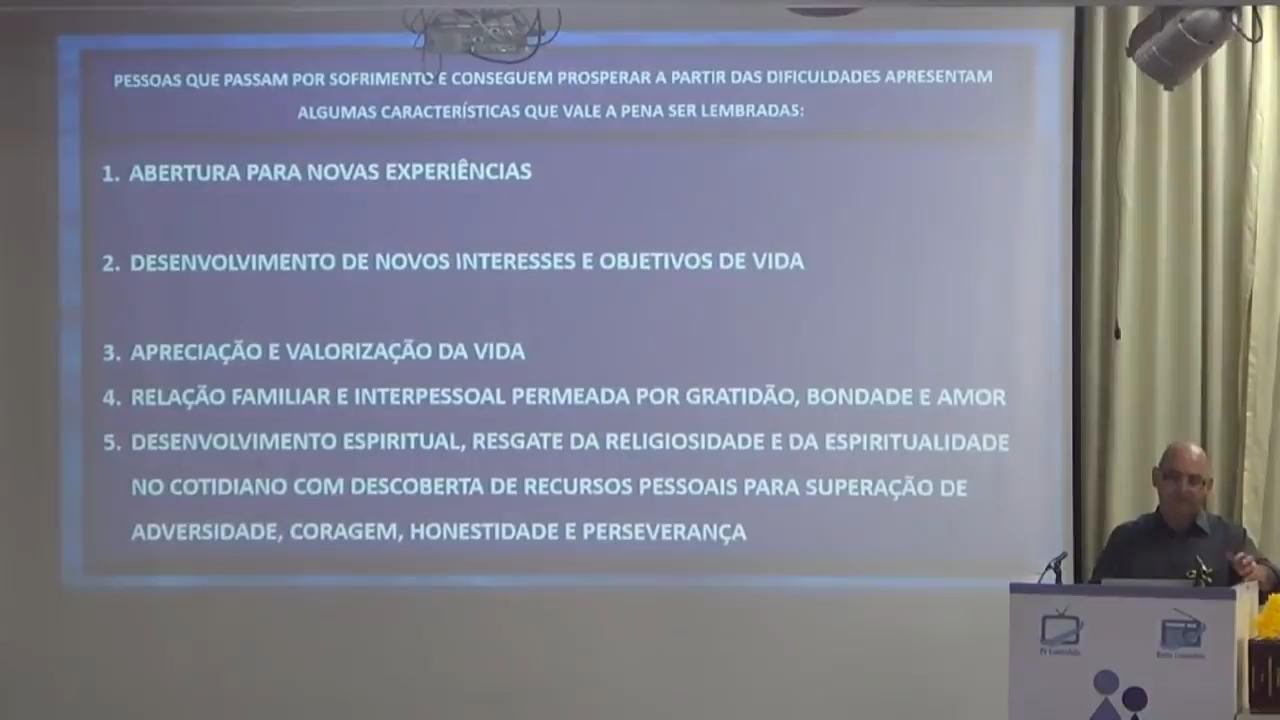 PESSOAS QUE PASSAM POR SOFRIMENTO E CONSEGUEM PROSPERAR A PARTIR DAS DIFICULDADES APRESENTAM
ALGUMAS CARACTERÍSTICAS QUE VALE A PENA SER LEMBRADAS:
1. ABERTURA PARA NOVAS EXPERIÊNCIAS
2. DESENVOLVIMENTO DE NOVOS INTERESSES E OBJETIVOS DE VIDA
3. APRECIAÇÃO E VALORIZAÇÃO DA VIDA
4. RELAÇÃO FAMILIAR E INTERPESSOAL PERMEADA POR GRATIDÃO, BONDADE E AMOR
5. DESENVOLVIMENTO ESPIRITUAL, RESGATE DA RELIGIOSIDADE E DA ESPIRITUALIDADE
NO COTIDIANO COM DESCOBERTA DE RECURSOS PESSOAIS PARA SUPERAÇÃO DE
ADVERSIDADE, CORAGEM, HONESTIDADE E PERSEVERANÇA